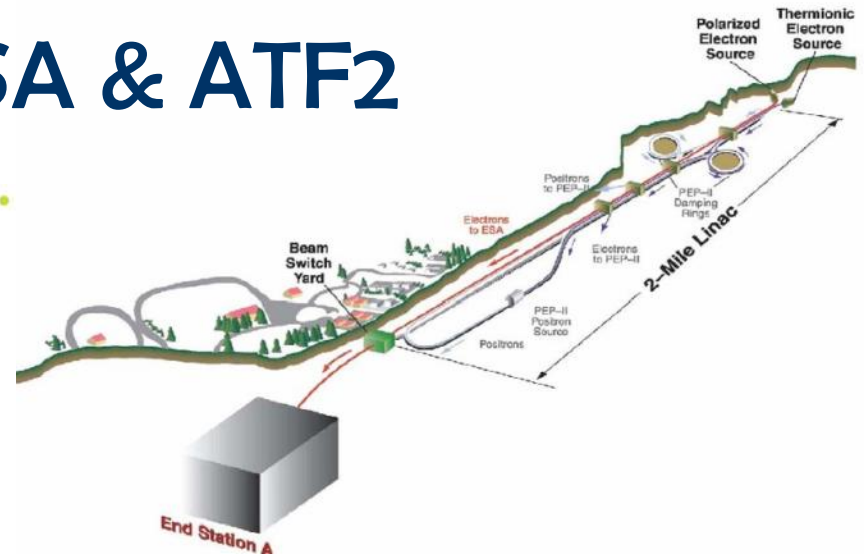 SA & ATF2
Polarized
Electron
Source
Thermionic
Electron
Source
Positrons
to PEP-II
PEP-II
Damping
Rings
Electrons
to ESA
Electrons
to PEP-II
2-Mile Linac
Beam
Switch
Yard
PEP-II
Positron
Source
Positrons
End Station A